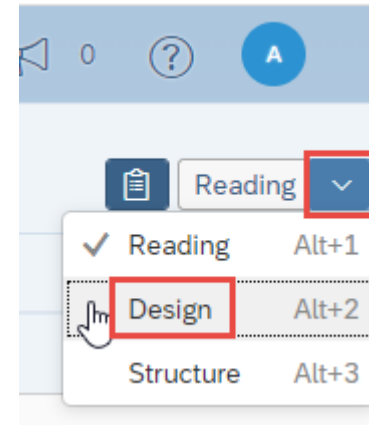 0 ? A
Reading
Reading Alt+1
Design Alt+2
Structure Alt+3